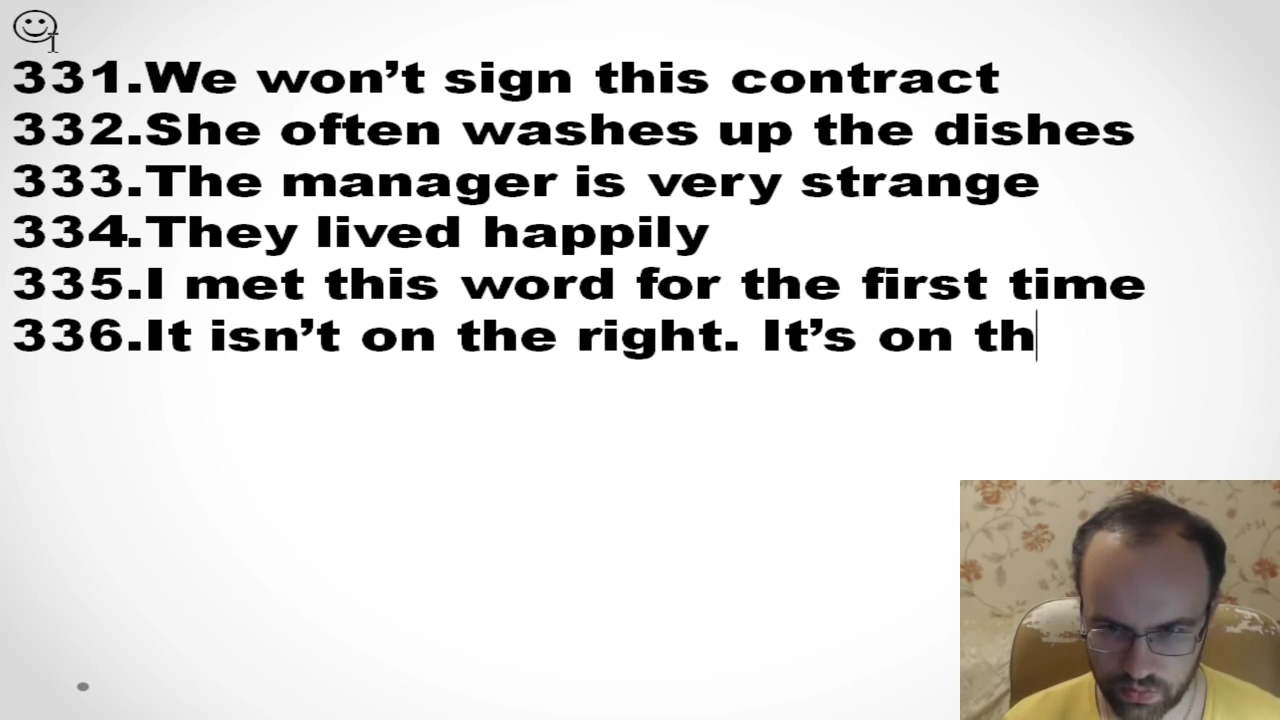 331.We won’t sign this contract
332.She often washes up the dishes
333.The manager is very strange
334.They lived happily
335.I met this word for the first time
336.It isn’t on the right. It’s on th